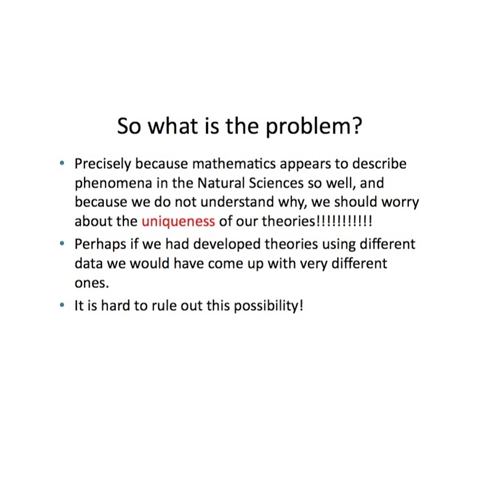 So what is the problem?
• Precisely because mathematics appears to describe
phenomena in the Natural Sciences so well, and
because we do not understand why, we should worry
about the uniqueness of our theories!!!!!!!!!!!
• Perhaps if we had developed theories using different
data we would have come up with very different
ones.
• It is hard to rule out this possibility!